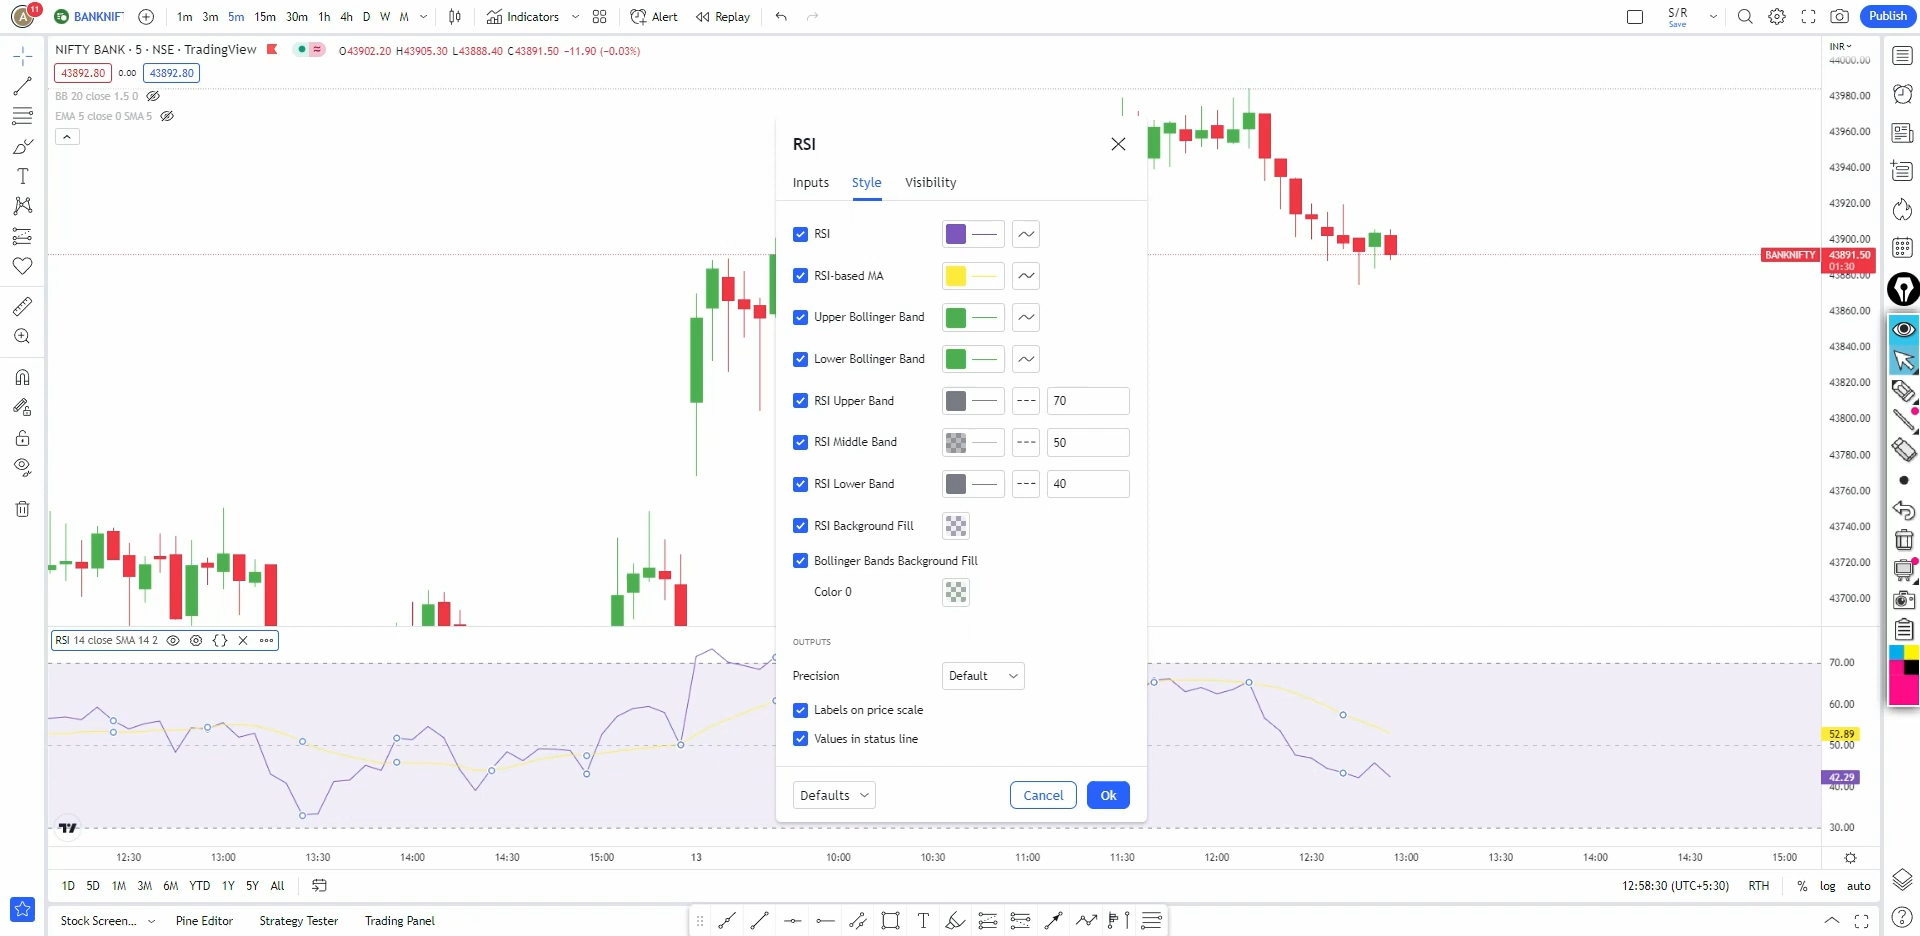 A 11 BANKNIFT 1m 3m 5m 15m 30m 1h 4h D W M Indicators Alert Replay S/R Save Publish
NIFTY BANK · 5 · NSE · TradingView O43902.20 H43905.30 L43888.40 C43891.50 −11.90 (−0.03%) INR
43892.80 0.00 43892.80
BB 20 close 1.5 0
EMA 5 close 0 SMA 5
44000.00
43980.00
43960.00
43940.00
43920.00
43900.00
BANKNIFTY 43891.50
01:30
43880.00
43860.00
43840.00
43820.00
43800.00
43780.00
43760.00
43740.00
43720.00
43700.00
RSI
Inputs Style Visibility
RSI
RSI-based MA
Upper Bollinger Band
Lower Bollinger Band
RSI Upper Band 70
RSI Middle Band 50
RSI Lower Band 40
RSI Background Fill
Bollinger Bands Background Fill
Color 0
OUTPUTS
Precision Default
Labels on price scale
Values in status line
Defaults Cancel Ok
RSI 14 close SMA 14 2
70.00
60.00
52.89
50.00
42.29
40.00
30.00
12:30 13:00 13:30 14:00 14:30 15:00 13 10:00 10:30 11:00 11:30 12:00 12:30 13:00 13:30 14:00 14:30 15:00
1D 5D 1M 3M 6M YTD 1Y 5Y All 12:58:30 (UTC+5:30) RTH % log auto
Stock Screen... Pine Editor Strategy Tester Trading Panel